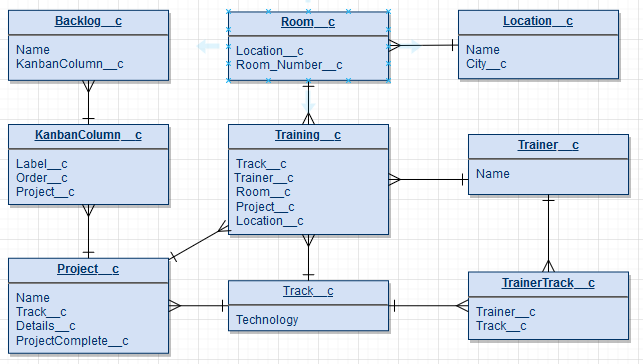 Backlog__c
Name
KanbanColumn__c
Room__c
Location__c
Room_Number__c
Location__c
Name
City__c
KanbanColumn__c
Label__c
Order__c
Project__c
Training__c
Track__c
Trainer__c
Room__c
Project__c
Location__c
Trainer__c
Name
Project__c
Name
Track__c
Details__c
ProjectComplete__c
Track__c
Technology
TrainerTrack__c
Trainer__c
Track__c